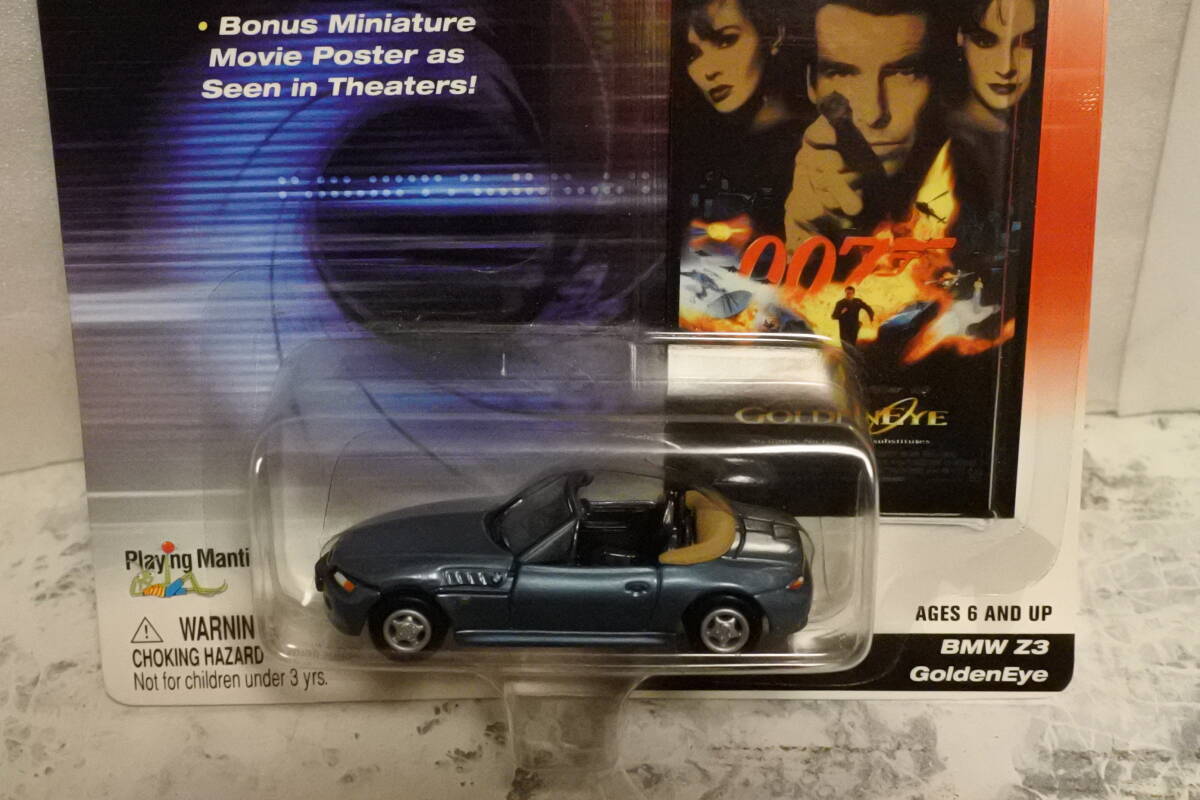 • Bonus Miniature
Movie Poster as
Seen in Theaters!
007
GOLDENEYE
substitutes
Playing Manti
WARNIN
CHOKING HAZARD
Not for children under 3 yrs.
AGES 6 AND UP
BMW Z3
GoldenEye